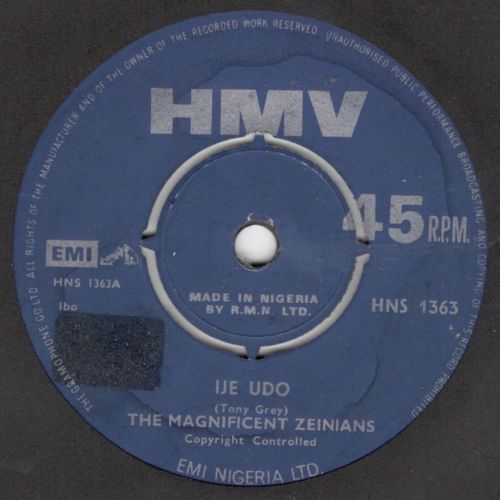 THE GRAMOPHONE CO LTD. ALL RIGHTS OF THE MANUFACTURER AND OF THE OWNER OF THE RECORDED WORK RESERVED. UNAUTHORISED PUBLIC PERFORMANCE BROADCASTING AND COPYING OF THIS RECORD PROHIBITED
HMV
45 R.P.M.
EMI
HNS 1363A
Ibo
MADE IN NIGERIA
BY R.M.N. LTD.
HNS 1363
IJE UDO
(Tony Grey)
THE MAGNIFICENT ZEINIANS
Copyright Controlled
EMI NIGERIA LTD.